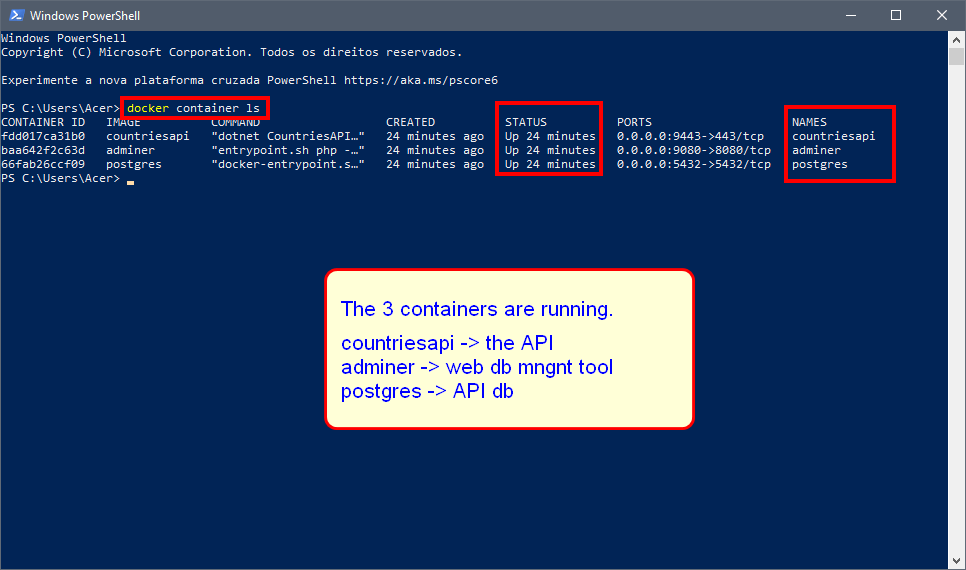 Windows PowerShell
Windows PowerShell
Copyright (C) Microsoft Corporation. Todos os direitos reservados.
Experimente a nova plataforma cruzada PowerShell https://aka.ms/pscore6
PS C:\Users\Acer> docker container ls
CONTAINER ID IMAGE COMMAND CREATED STATUS PORTS NAMES
fdd017ca31b0 countriesapi "dotnet CountriesAPI…" 24 minutes ago Up 24 minutes 0.0.0.0:9443->443/tcp countriesapi
baa642f2c63d adminer "entrypoint.sh php -…" 24 minutes ago Up 24 minutes 0.0.0.0:9080->8080/tcp adminer
66fab26ccf09 postgres "docker-entrypoint.s…" 24 minutes ago Up 24 minutes 0.0.0.0:5432->5432/tcp postgres
PS C:\Users\Acer>
The 3 containers are running.
countriesapi -> the API
adminer -> web db mngnt tool
postgres -> API db